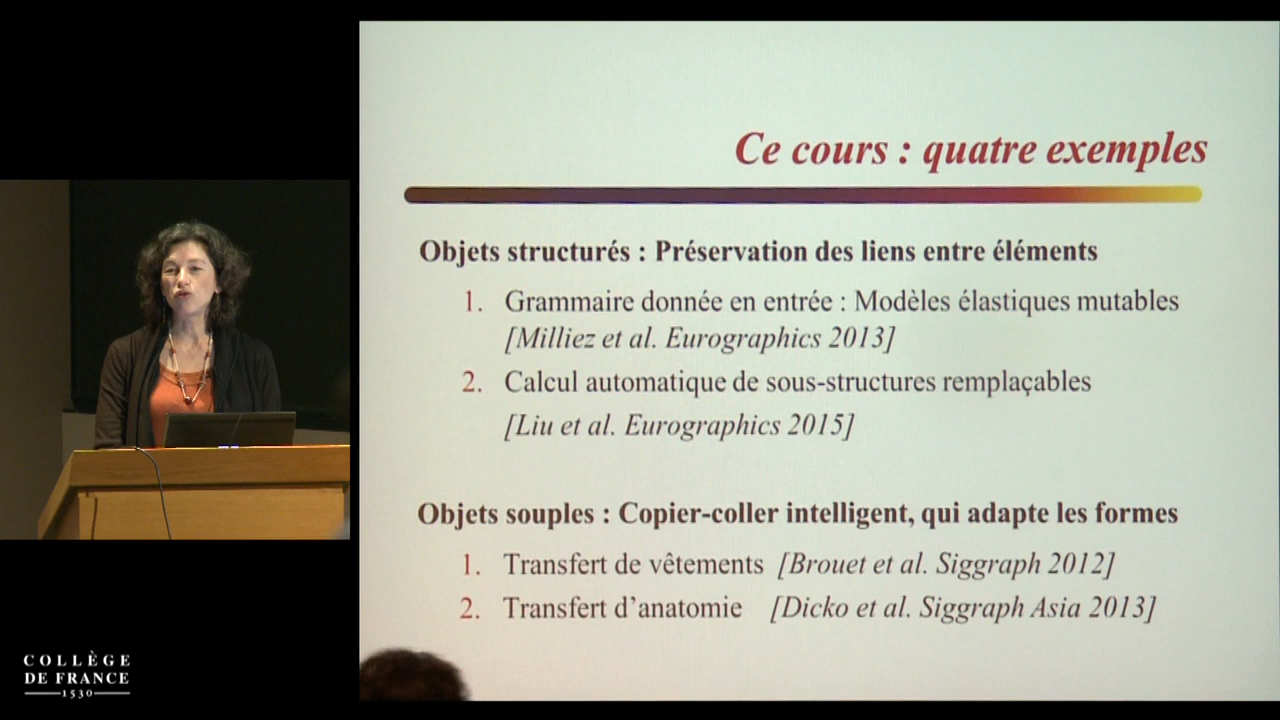 Ce cours : quatre exemples
Objets structurés : Préservation des liens entre éléments
1. Grammaire donnée en entrée : Modèles élastiques mutables
[Milliez et al. Eurographics 2013]
2. Calcul automatique de sous-structures remplaçables
[Liu et al. Eurographics 2015]
Objets souples : Copier-coller intelligent, qui adapte les formes
1. Transfert de vêtements [Brouet et al. Siggraph 2012]
2. Transfert d'anatomie [Dicko et al. Siggraph Asia 2013]
COLLÈGE
DE FRANCE
1530